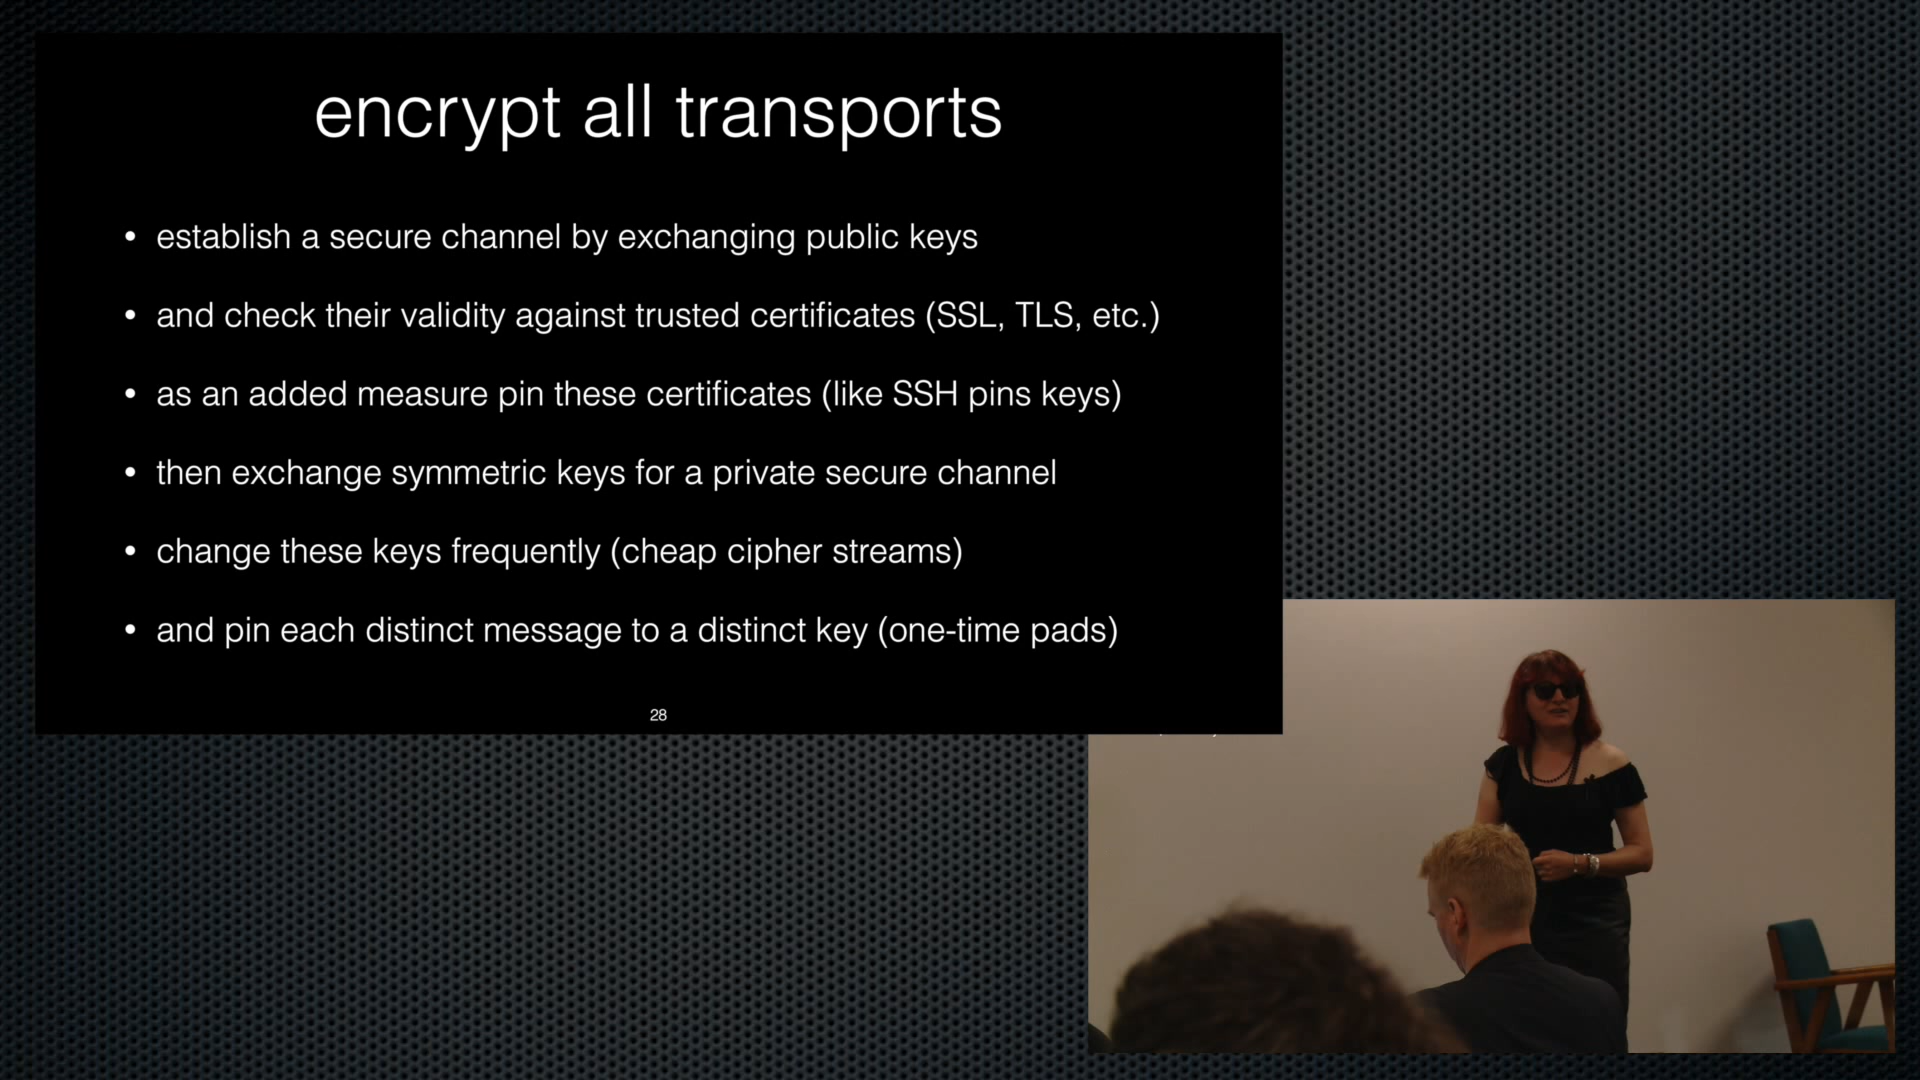 encrypt all transports
• establish a secure channel by exchanging public keys
• and check their validity against trusted certificates (SSL, TLS, etc.)
• as an added measure pin these certificates (like SSH pins keys)
• then exchange symmetric keys for a private secure channel
• change these keys frequently (cheap cipher streams)
• and pin each distinct message to a distinct key (one-time pads)
28